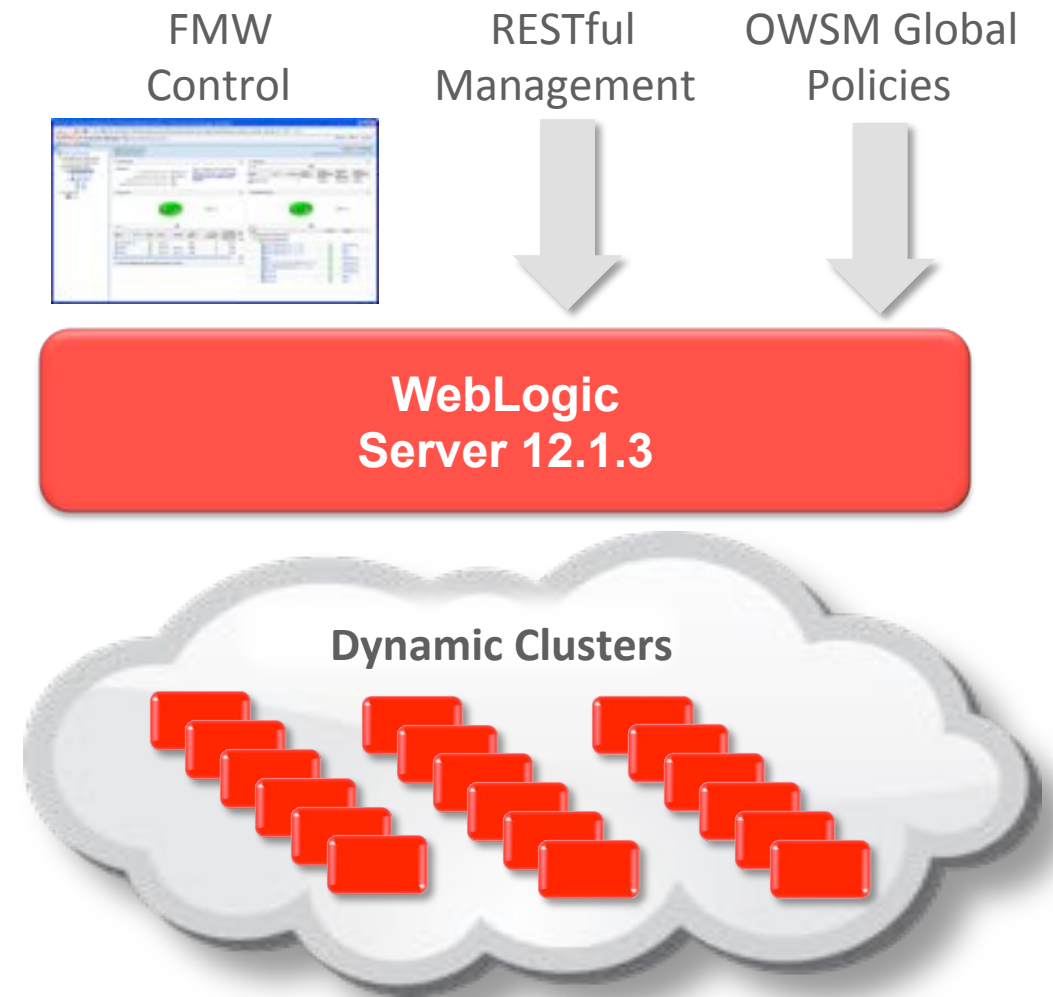 FMW
Control
RESTful
Management
OWSM Global
Policies
WebLogic
Server 12.1.3
Dynamic Clusters